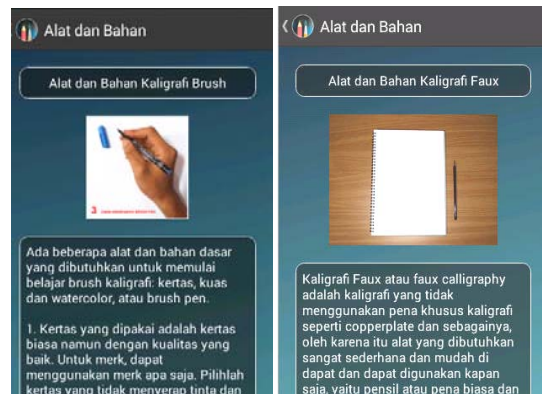 Alat dan Bahan
Alat dan Bahan Kaligrafi Brush
3
Ada beberapa alat dan bahan dasar
yang dibutuhkan untuk memulai
belajar brush kaligrafi: kertas, kuas
dan watercolor, atau brush pen.
1. Kertas yang dipakai adalah kertas
biasa namun dengan kualitas yang
baik. Untuk merk, dapat
menggunakan merk apa saja. Pilihlah
kertas yang tidak menyerap tinta dan
Alat dan Bahan
Alat dan Bahan Kaligrafi Faux
Kaligrafi Faux atau faux calligraphy
adalah kaligrafi yang tidak
menggunakan pena khusus kaligrafi
seperti copperplate dan sebagainya,
oleh karena itu alat yang dibutuhkan
sangat sederhana dan mudah di
dapat dan dapat digunakan kapan
saja, yaitu pensil atau pena biasa dan